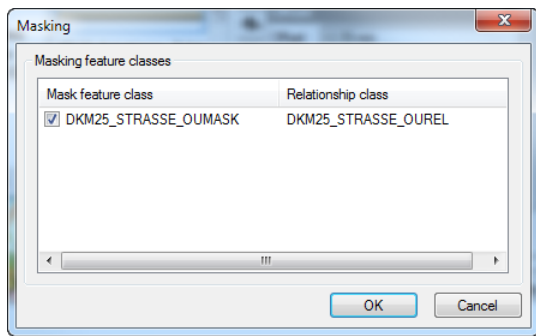 Masking
Masking feature classes
Mask feature class Relationship class
DKM25_STRASSE_OUMASK DKM25_STRASSE_OUREL
OK Cancel